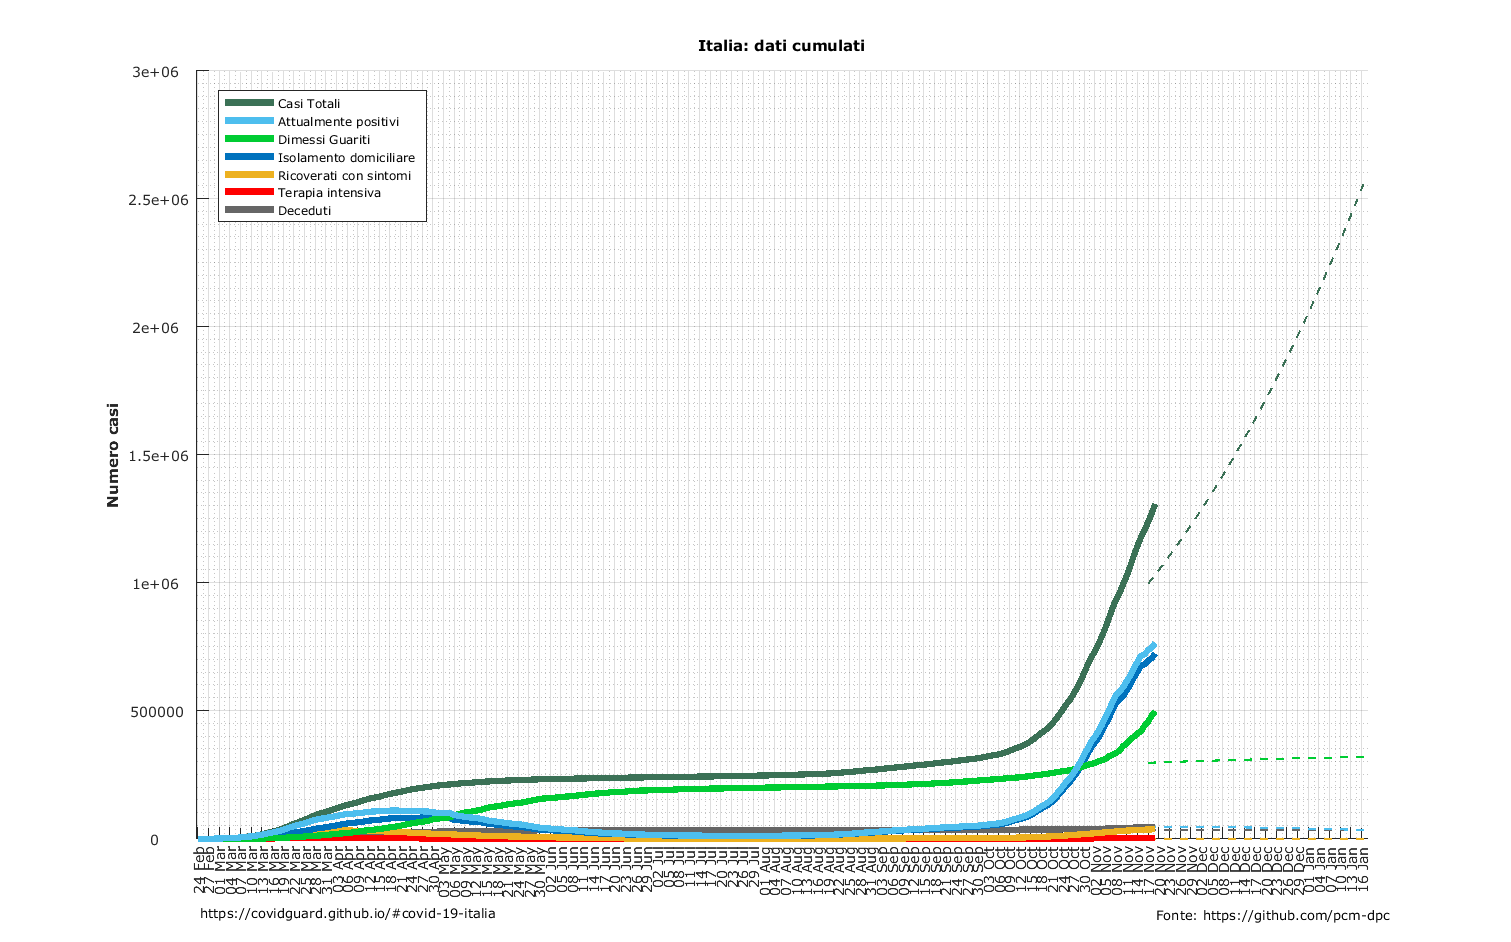 Italia: dati cumulati
3e+06
2.5e+06
2e+06
1.5e+06
1e+06
500000
0
Numero casi
Casi Totali
Attualmente positivi
Dimessi Guariti
Isolamento domiciliare
Ricoverati con sintomi
Terapia intensiva
Deceduti
24 Feb
27 Feb
01 Mar
04 Mar
07 Mar
10 Mar
13 Mar
16 Mar
19 Mar
22 Mar
25 Mar
28 Mar
31 Mar
03 Apr
06 Apr
09 Apr
12 Apr
15 Apr
18 Apr
21 Apr
24 Apr
27 Apr
30 Apr
03 May
06 May
09 May
12 May
15 May
18 May
21 May
24 May
27 May
30 May
02 Jun
05 Jun
08 Jun
11 Jun
14 Jun
17 Jun
20 Jun
23 Jun
26 Jun
29 Jun
02 Jul
05 Jul
08 Jul
11 Jul
14 Jul
17 Jul
20 Jul
23 Jul
26 Jul
29 Jul
01 Aug
04 Aug
07 Aug
10 Aug
13 Aug
16 Aug
19 Aug
22 Aug
25 Aug
28 Aug
31 Aug
03 Sep
06 Sep
09 Sep
12 Sep
15 Sep
18 Sep
21 Sep
24 Sep
27 Sep
30 Sep
03 Oct
06 Oct
09 Oct
12 Oct
15 Oct
18 Oct
21 Oct
24 Oct
27 Oct
30 Oct
02 Nov
05 Nov
08 Nov
11 Nov
14 Nov
17 Nov
20 Nov
23 Nov
26 Nov
29 Nov
02 Dec
05 Dec
08 Dec
11 Dec
14 Dec
17 Dec
20 Dec
23 Dec
26 Dec
29 Dec
01 Jan
04 Jan
07 Jan
10 Jan
13 Jan
16 Jan
https://covidguard.github.io/#covid-19-italia
Fonte: https://github.com/pcm-dpc